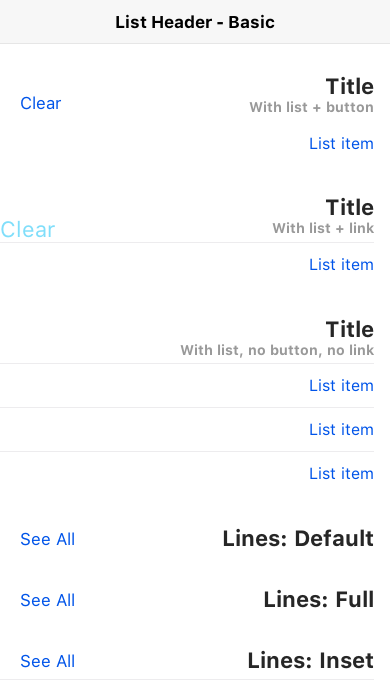 List Header - Basic
Title
With list + button
Clear
List item
Title
With list + link
Clear
List item
Title
With list, no button, no link
List item
List item
List item
Lines: Default
See All
Lines: Full
See All
Lines: Inset
See All